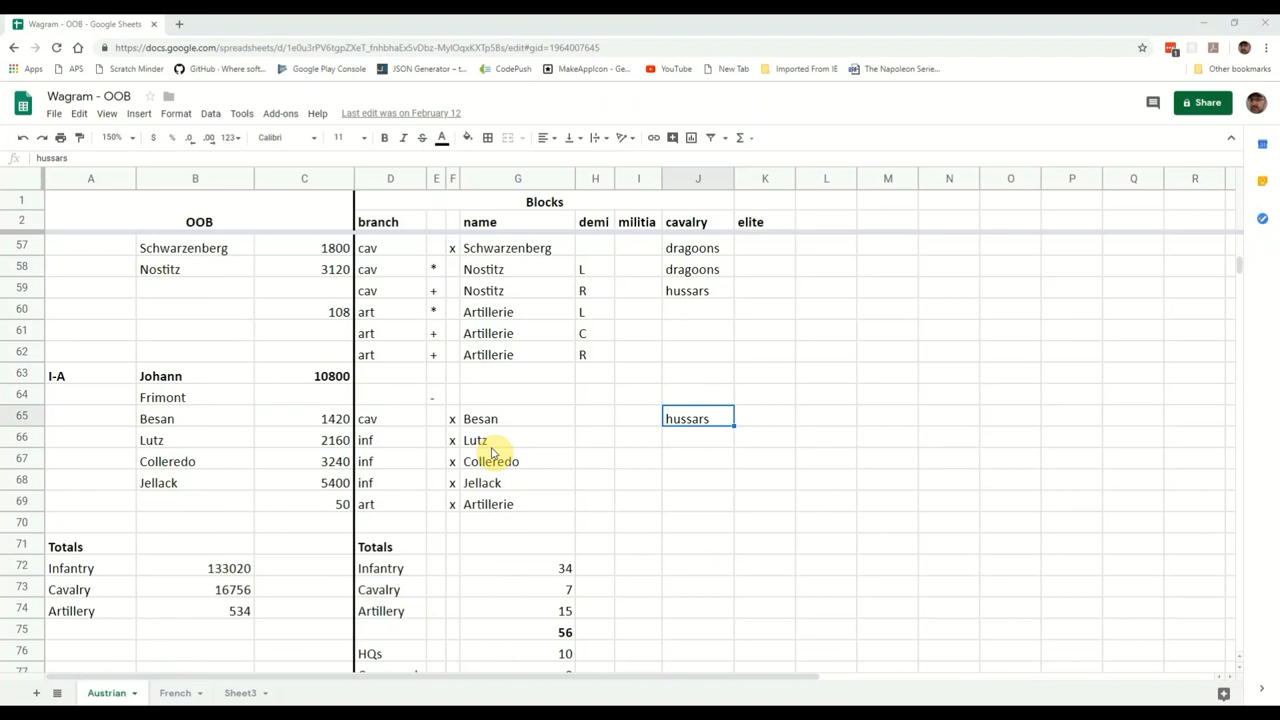 Wagram - OOB - Google Sheets
https://docs.google.com/spreadsheets/d/1e0u3rPV6tgpZXeT_fnhbhaEx5vDbz-MyIOqxKXTp5Bs/edit#gid=1964007645
Apps APS Scratch Minder GitHub - Where soft... Google Play Console JSON Generator – t... CodePush MakeAppIcon - Ge... YouTube New Tab Imported From IE The Napoleon Serie... Other bookmarks
Wagram - OOB
Share
File Edit View Insert Format Data Tools Add-ons Help Last edit was on February 12
150% $ % .0 .00 123 Calibri 11 B I S A
fx hussars
A B C D E F G H I J K L M N O P Q R
1 Blocks
2 OOB branch name demi militia cavalry elite
57 Schwarzenberg 1800 cav x Schwarzenberg dragoons
58 Nostitz 3120 cav * Nostitz L dragoons
59 cav + Nostitz R hussars
60 108 art * Artillerie L
61 art + Artillerie C
62 art + Artillerie R
63 I-A Johann 10800
64 Frimont -
65 Besan 1420 cav x Besan hussars
66 Lutz 2160 inf x Lutz
67 Colleredo 3240 inf x Colleredo
68 Jellack 5400 inf x Jellack
69 50 art x Artillerie
70
71 Totals Totals
72 Infantry 133020 Infantry 34
73 Cavalry 16756 Cavalry 7
74 Artillery 534 Artillery 15
75 56
76 HQs 10
77
+ Austrian French Sheet3